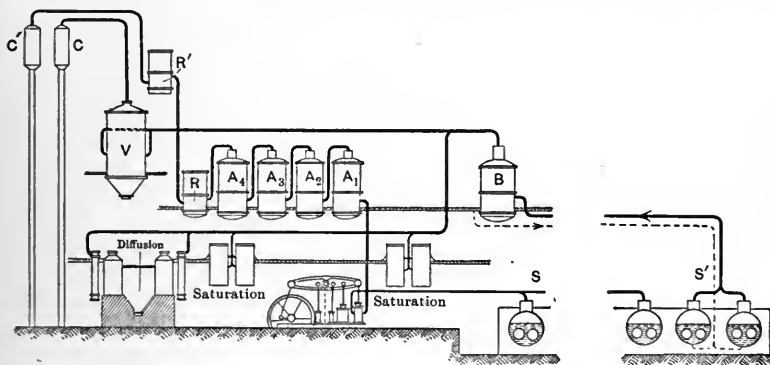 C' C R'
V B
R A4 A3 A2 A1
Diffusion
Saturation Saturation
S S'